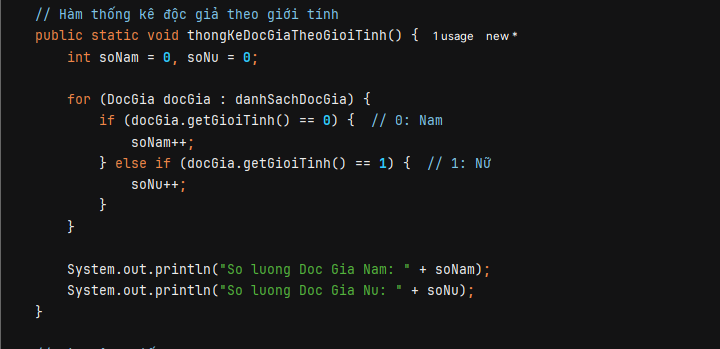 // Hàm thống kê độc giả theo giới tính
public static void thongKeDocGiaTheoGioiTinh() { 1 usage new *
int soNam = 0, soNu = 0;
for (DocGia docGia : danhSachDocGia) {
if (docGia.getGioiTinh() == 0) { // 0: Nam
soNam++;
} else if (docGia.getGioiTinh() == 1) { // 1: Nữ
soNu++;
}
}
System.out.println("So luong Doc Gia Nam: " + soNam);
System.out.println("So luong Doc Gia Nu: " + soNu);
}